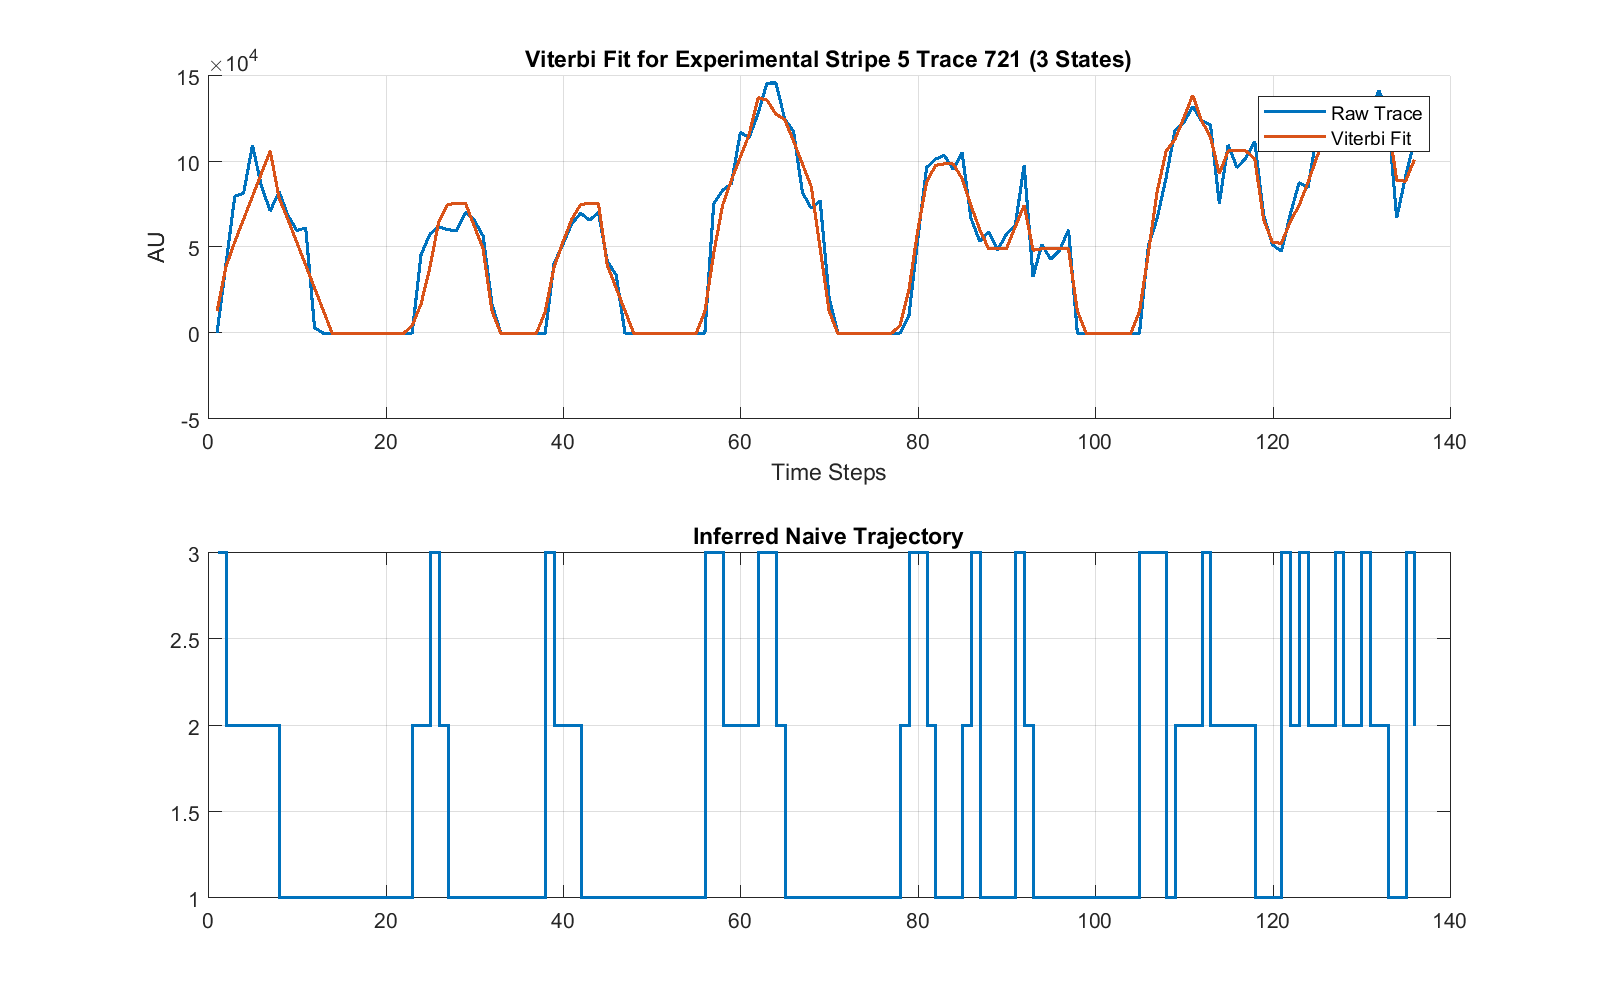 Viterbi Fit for Experimental Stripe 5 Trace 721 (3 States)
×10⁴
15
10
5
0
-5
AU
Raw Trace
Viterbi Fit
0 20 40 60 80 100 120 140
Time Steps
Inferred Naive Trajectory
3
2.5
2
1.5
1
0 20 40 60 80 100 120 140